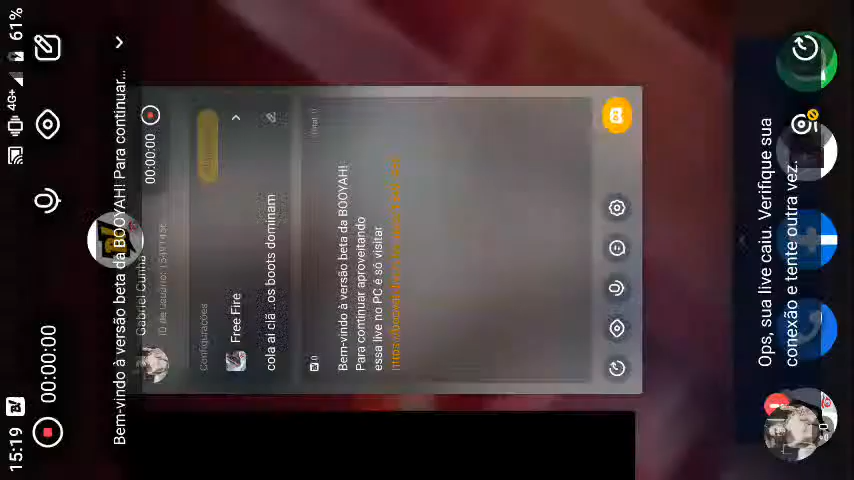 15:19
4G+ 61%
00:00:00
Bem-vindo à versão beta da BOOYAH! Para continuar...
Gabriel Cunha
00:00:00
Configurações
Free Fire
cola ai clã ..os boots dominam
0
Bem-vindo à versão beta da BOOYAH!
Para continuar aproveitando
essa live no PC é só visitar
Ops, sua live caiu. Verifique sua
conexão e tente outra vez.